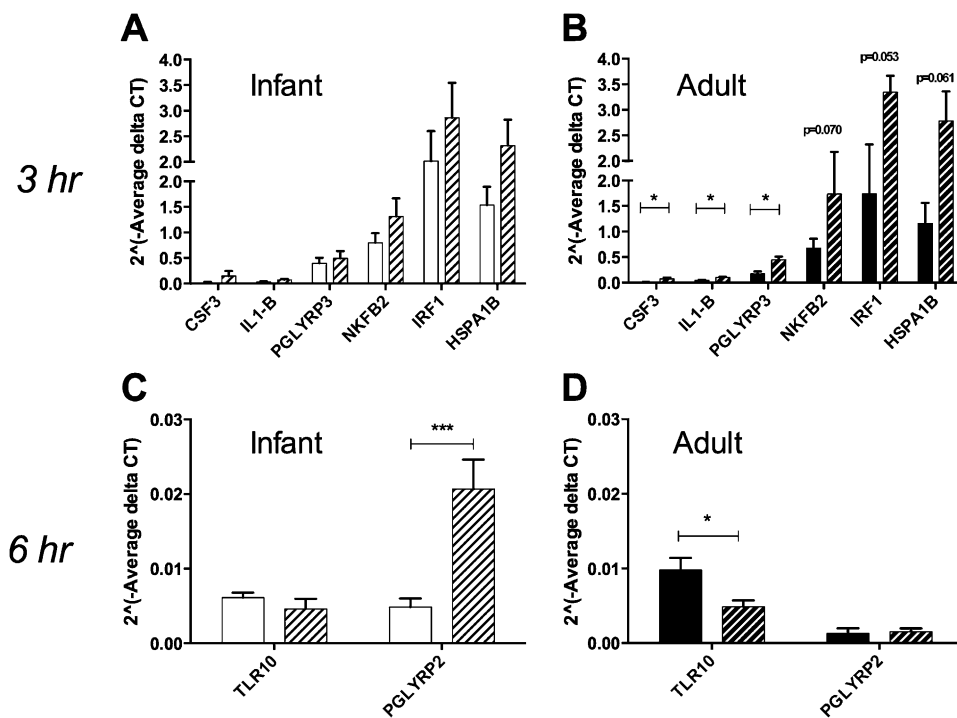 A
Infant
3 hr
2^(-Average delta CT)
4.0
3.5
3.0
2.5
2.0
1.5
1.0
0.5
0.0
CSF3
IL1-B
PGLYRP3
NKFB2
IRF1
HSPA1B
B
Adult
2^(-Average delta CT)
4.0
3.5
3.0
2.5
2.0
1.5
1.0
0.5
0.0
*
*
*
p=0.070
p=0.053
p=0.061
CSF3
IL1-B
PGLYRP3
NKFB2
IRF1
HSPA1B
C
Infant
6 hr
2^(-Average delta CT)
0.03
0.02
0.01
0.00
***
TLR10
PGLYRP2
D
Adult
2^(-Average delta CT)
0.03
0.02
0.01
0.00
*
TLR10
PGLYRP2